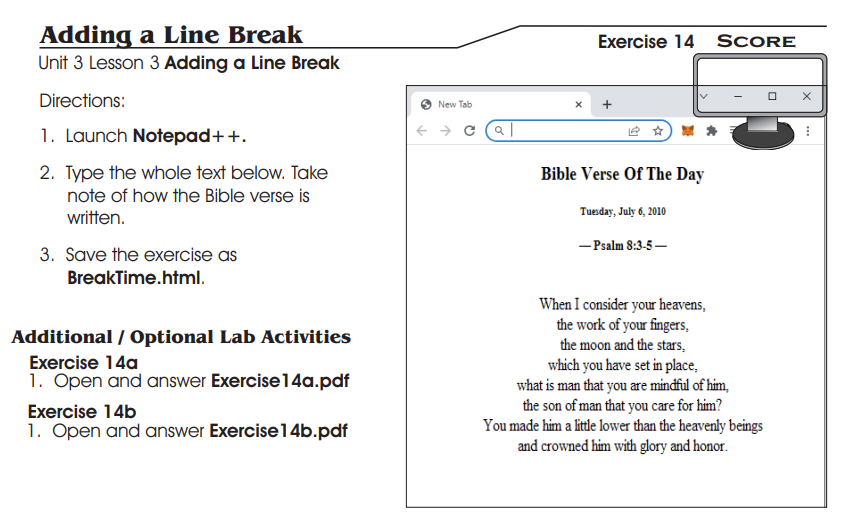 Adding a Line Break
Exercise 14 SCORE
Unit 3 Lesson 3 Adding a Line Break
Directions:
1. Launch Notepad++.
2. Type the whole text below. Take
note of how the Bible verse is
written.
3. Save the exercise as
BreakTime.html.
Additional / Optional Lab Activities
Exercise 14a
1. Open and answer Exercise14a.pdf
Exercise 14b
1. Open and answer Exercise14b.pdf
New Tab
Bible Verse Of The Day
Tuesday, July 6, 2010
— Psalm 8:3-5 —
When I consider your heavens,
the work of your fingers,
the moon and the stars,
which you have set in place,
what is man that you are mindful of him,
the son of man that you care for him?
You made him a little lower than the heavenly beings
and crowned him with glory and honor.